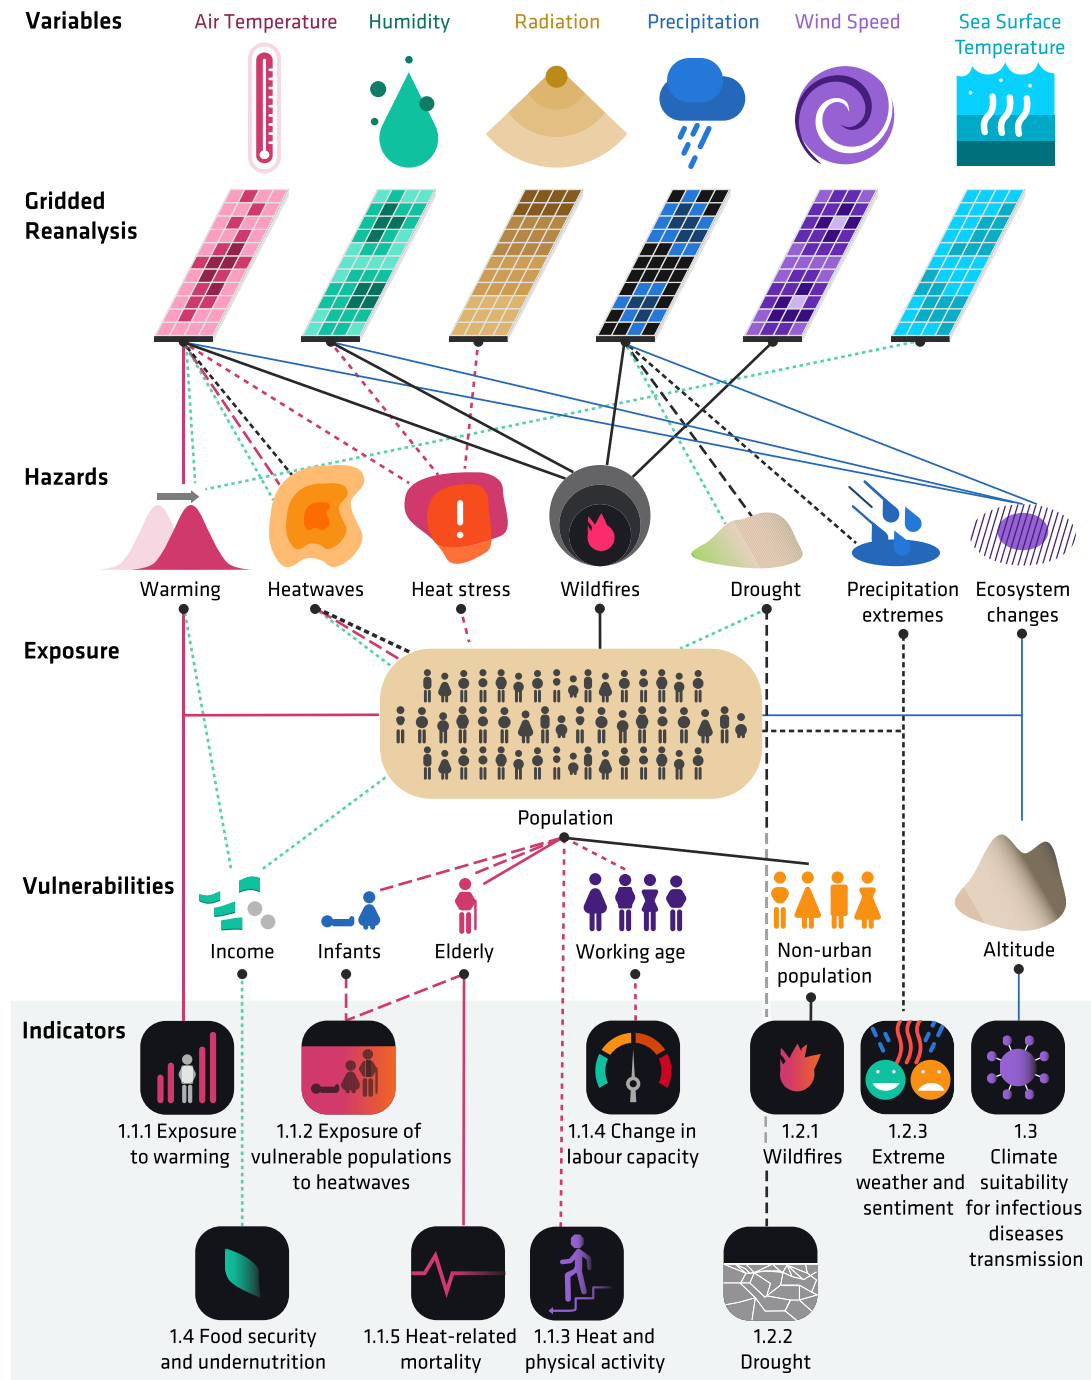 Variables
Air Temperature
Humidity
Radiation
Precipitation
Wind Speed
Sea Surface
Temperature
Gridded
Reanalysis
Hazards
Warming
Heatwaves
Heat stress
Wildfires
Drought
Precipitation
extremes
Ecosystem
changes
Exposure
Population
Vulnerabilities
Income
Infants
Elderly
Working age
Non-urban
population
Altitude
Indicators
1.1.1 Exposure
to warming
1.1.2 Exposure of
vulnerable populations
to heatwaves
1.1.4 Change in
labour capacity
1.2.1
Wildfires
1.2.3
Extreme
weather and
sentiment
1.3
Climate
suitability
for infectious
diseases
transmission
1.4 Food security
and undernutrition
1.1.5 Heat-related
mortality
1.1.3 Heat and
physical activity
1.2.2
Drought